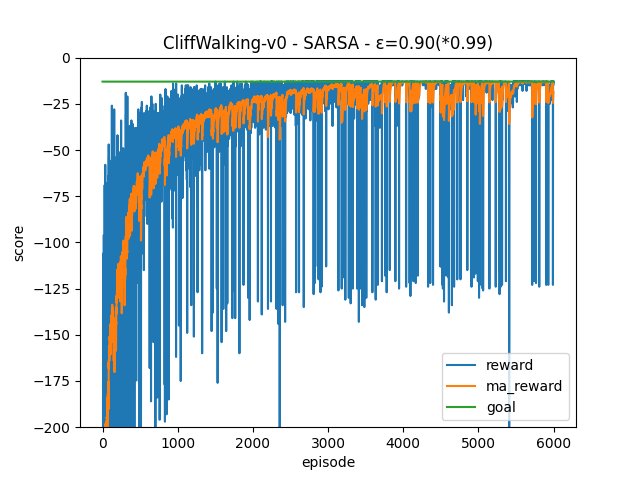 CliffWalking-v0 - SARSA - ε=0.90(*0.99)
score
0
−25
−50
−75
−100
−125
−150
−175
−200
0 1000 2000 3000 4000 5000 6000
episode
reward
ma_reward
goal